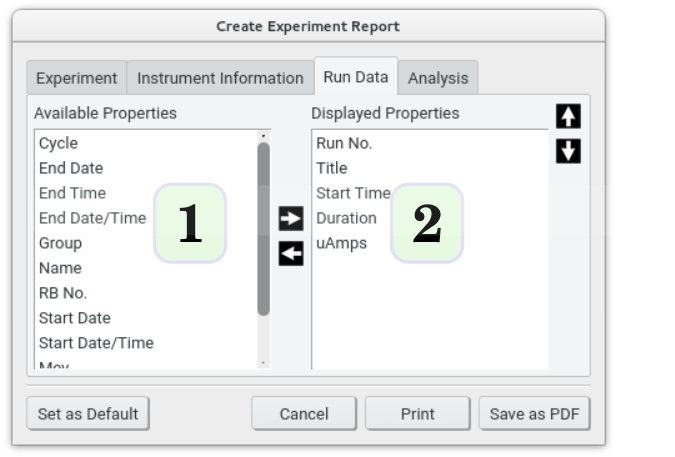 Create Experiment Report
Experiment Instrument Information Run Data Analysis
Available Properties
Cycle
End Date
End Time
End Date/Time
Group
Name
RB No.
Start Date
Start Date/Time
1
Displayed Properties
Run No.
Title
Start Time
Duration
uAmps
2
Set as Default Cancel Print Save as PDF